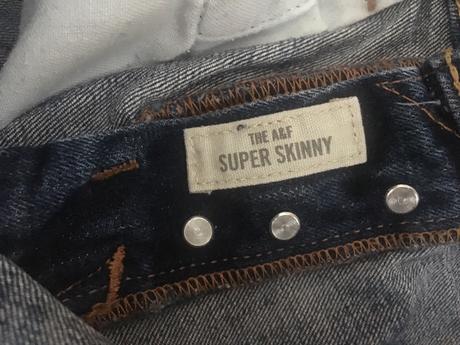 THE A&F
SUPER SKINNY